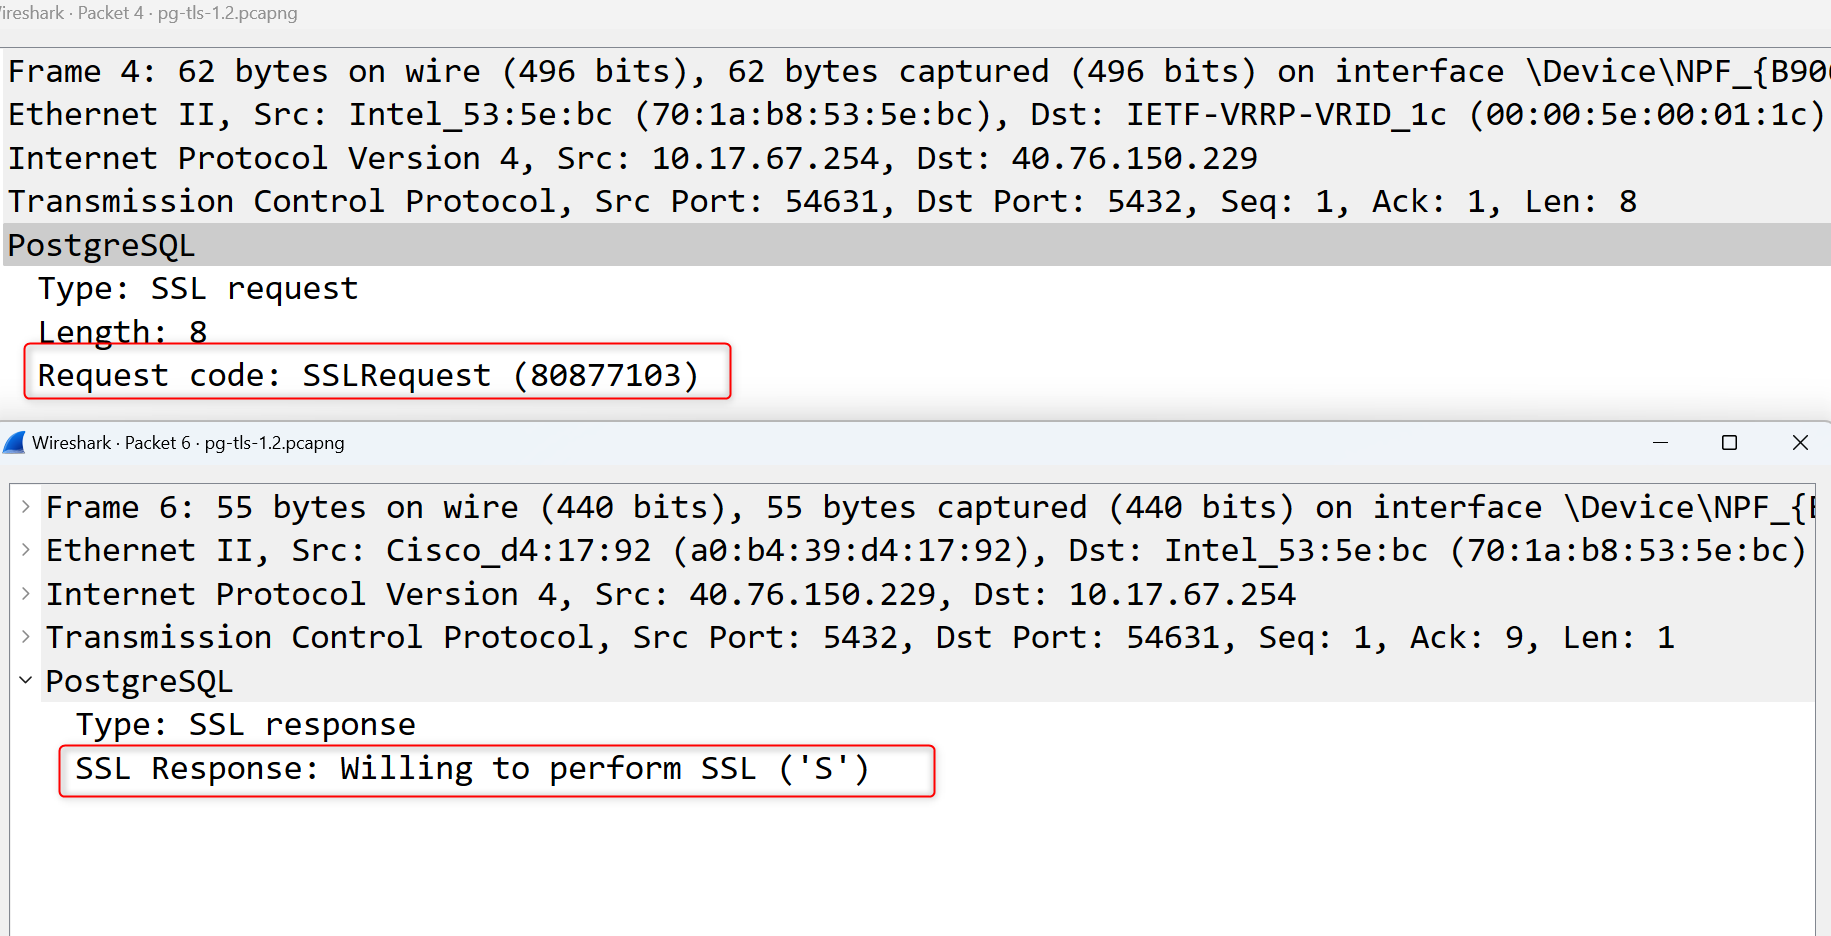 Wireshark · Packet 4 · pg-tls-1.2.pcapng
Frame 4: 62 bytes on wire (496 bits), 62 bytes captured (496 bits) on interface \Device\NPF_{B90
Ethernet II, Src: Intel_53:5e:bc (70:1a:b8:53:5e:bc), Dst: IETF-VRRP-VRID_1c (00:00:5e:00:01:1c)
Internet Protocol Version 4, Src: 10.17.67.254, Dst: 40.76.150.229
Transmission Control Protocol, Src Port: 54631, Dst Port: 5432, Seq: 1, Ack: 1, Len: 8
PostgreSQL
Type: SSL request
Length: 8
Request code: SSLRequest (80877103)
Wireshark · Packet 6 · pg-tls-1.2.pcapng
Frame 6: 55 bytes on wire (440 bits), 55 bytes captured (440 bits) on interface \Device\NPF_{
Ethernet II, Src: Cisco_d4:17:92 (a0:b4:39:d4:17:92), Dst: Intel_53:5e:bc (70:1a:b8:53:5e:bc)
Internet Protocol Version 4, Src: 40.76.150.229, Dst: 10.17.67.254
Transmission Control Protocol, Src Port: 5432, Dst Port: 54631, Seq: 1, Ack: 9, Len: 1
PostgreSQL
Type: SSL response
SSL Response: Willing to perform SSL ('S')